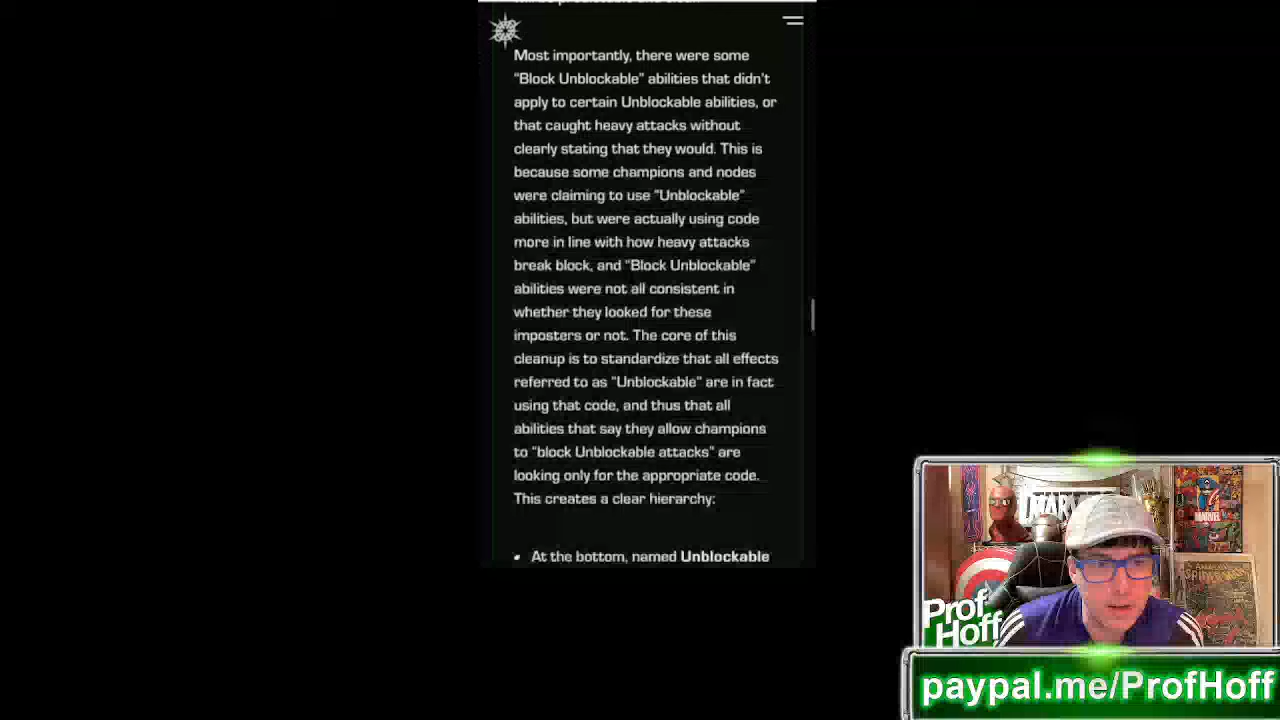 Most importantly, there were some
"Block Unblockable" abilities that didn't
apply to certain Unblockable abilities, or
that caught heavy attacks without
clearly stating that they would. This is
because some champions and nodes
were claiming to use "Unblockable"
abilities, but were actually using code
more in line with how heavy attacks
break block, and "Block Unblockable"
abilities were not all consistent in
whether they looked for these
imposters or not. The core of this
cleanup is to standardize that all effects
referred to as "Unblockable" are in fact
using that code, and thus that all
abilities that say they allow champions
to "block Unblockable attacks" are
looking only for the appropriate code.
This creates a clear hierarchy:
• At the bottom, named Unblockable
MARVEL
Prof
Hoff
paypal.me/ProfHoff